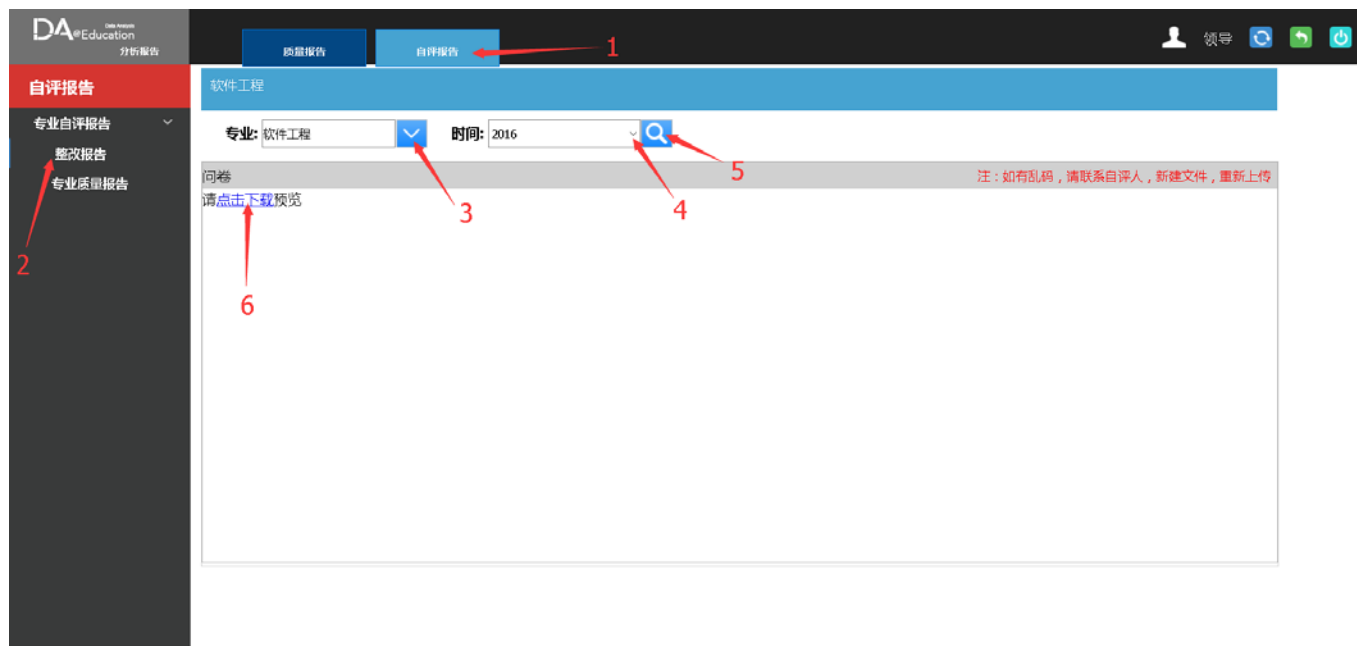 DA@Education
Data Analysis
分析报告
质量报告
自评报告
1
领导
自评报告
软件工程
专业自评报告
专业: 软件工程
时间: 2016
整改报告
5
专业质量报告
问卷
注：如有乱码，请联系自评人，新建文件，重新上传
请点击下载预览
3
4
2
6